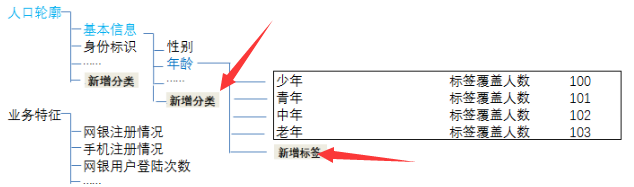 人口轮廓
基本信息
身份标识
……
新增分类
性别
年龄
……
新增分类
少年 标签覆盖人数 100
青年 标签覆盖人数 101
中年 标签覆盖人数 102
老年 标签覆盖人数 103
新增标签
业务特征
网银注册情况
手机注册情况
网银用户登陆次数
……